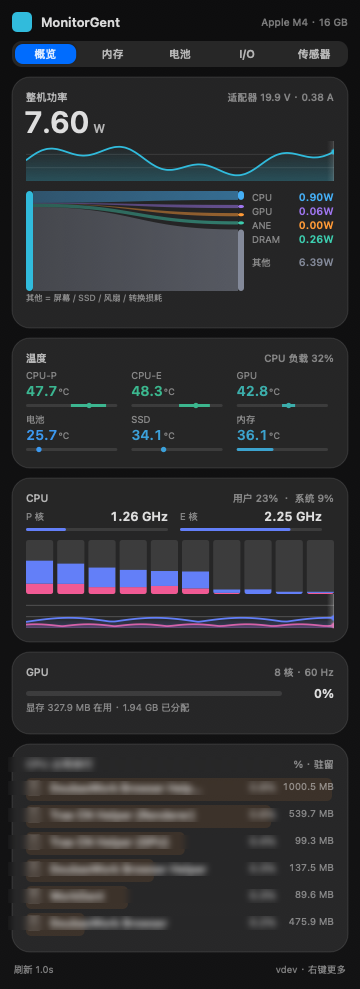 MonitorGent
Apple M4 · 16 GB
概览 内存 电池 I/O 传感器
整机功率
适配器 19.9 V · 0.38 A
7.60 W
CPU 0.90W
GPU 0.06W
ANE 0.00W
DRAM 0.26W
其他 6.39W
其他 = 屏幕 / SSD / 风扇 / 转换损耗
温度
CPU 负载 32%
CPU-P CPU-E GPU
47.7°C 48.3°C 42.8°C
电池 SSD 内存
25.7°C 34.1°C 36.1°C
CPU
用户 23% · 系统 9%
P 核 1.26 GHz E 核 2.25 GHz
GPU
8 核 · 60 Hz
0%
显存 327.9 MB 在用 · 1.94 GB 已分配
% · 驻留
1000.5 MB
539.7 MB
99.3 MB
137.5 MB
89.6 MB
475.9 MB
刷新 1.0s
vdev · 右键更多